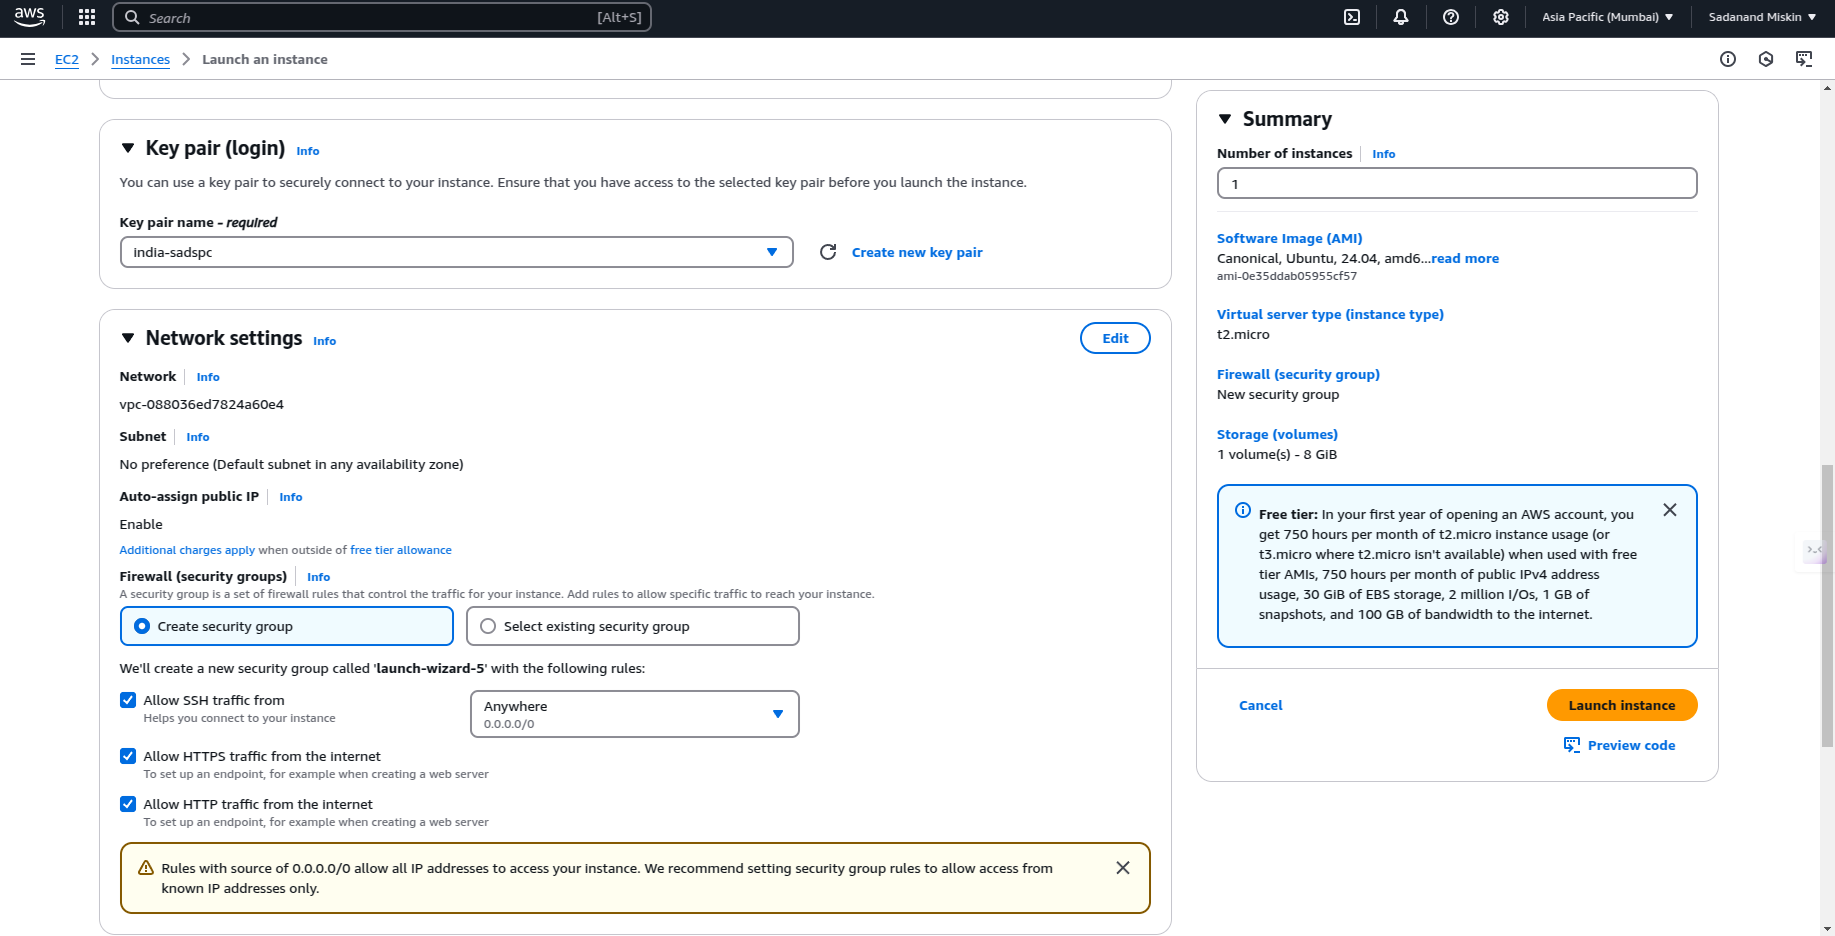 aws
Search
[Alt+S]
Asia Pacific (Mumbai)
Sadanand Miskin
EC2
Instances
Launch an instance
Key pair (login) Info
You can use a key pair to securely connect to your instance. Ensure that you have access to the selected key pair before you launch the instance.
Key pair name - required
india-sadspc
Create new key pair
Network settings Info
Edit
Network Info
vpc-088036ed7824a60e4
Subnet Info
No preference (Default subnet in any availability zone)
Auto-assign public IP Info
Enable
Additional charges apply when outside of free tier allowance
Firewall (security groups) Info
A security group is a set of firewall rules that control the traffic for your instance. Add rules to allow specific traffic to reach your instance.
Create security group
Select existing security group
We'll create a new security group called 'launch-wizard-5' with the following rules:
Allow SSH traffic from
Helps you connect to your instance
Anywhere
0.0.0.0/0
Allow HTTPS traffic from the internet
To set up an endpoint, for example when creating a web server
Allow HTTP traffic from the internet
To set up an endpoint, for example when creating a web server
Rules with source of 0.0.0.0/0 allow all IP addresses to access your instance. We recommend setting security group rules to allow access from
known IP addresses only.
Summary
Number of instances Info
1
Software Image (AMI)
Canonical, Ubuntu, 24.04, amd6...read more
ami-0e35ddab05955cf57
Virtual server type (instance type)
t2.micro
Firewall (security group)
New security group
Storage (volumes)
1 volume(s) - 8 GiB
Free tier: In your first year of opening an AWS account, you
get 750 hours per month of t2.micro instance usage (or
t3.micro where t2.micro isn't available) when used with free
tier AMIs, 750 hours per month of public IPv4 address
usage, 30 GiB of EBS storage, 2 million I/Os, 1 GB of
snapshots, and 100 GB of bandwidth to the internet.
Cancel
Launch instance
Preview code